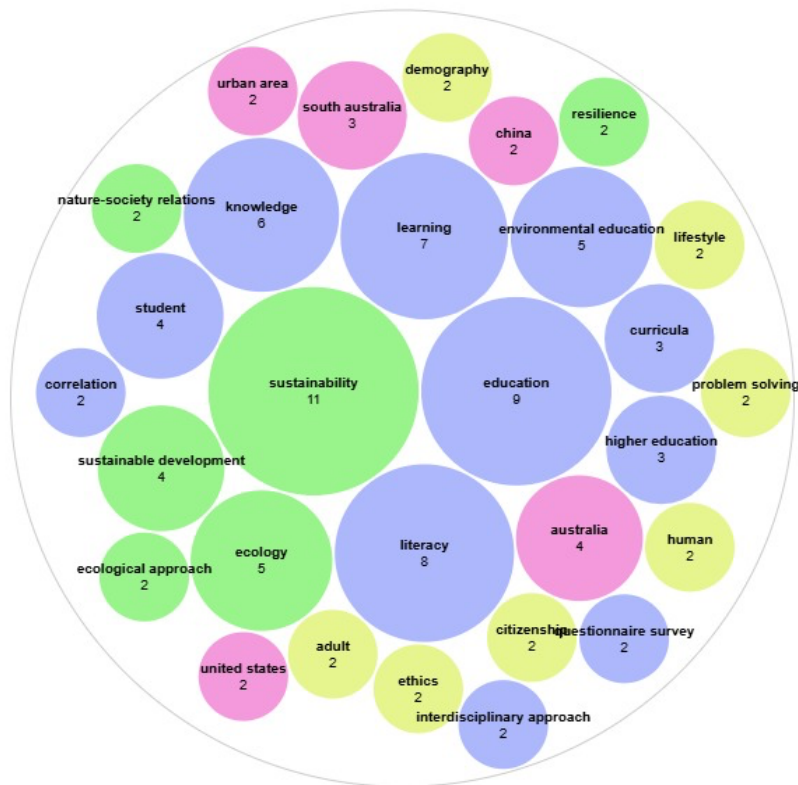 demography
2
urban area
2
south australia
3
china
2
resilience
2
nature-society relations
2
knowledge
6
learning
7
environmental education
5
lifestyle
2
student
4
curricula
3
correlation
2
sustainability
11
education
9
problem solving
2
sustainable development
4
higher education
3
ecological approach
2
ecology
5
literacy
8
australia
4
human
2
united states
2
adult
2
ethics
2
citizenship
2
questionnaire survey
2
interdisciplinary approach
2